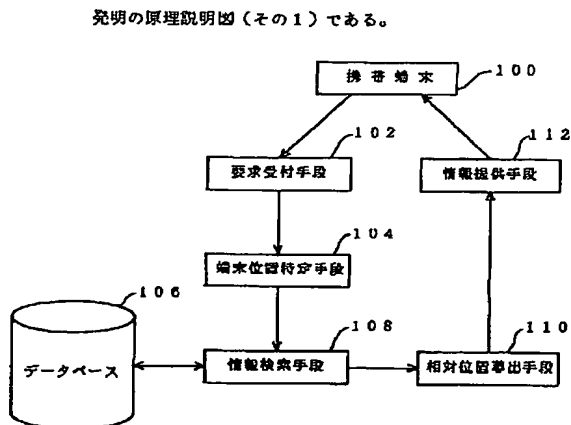 発明の原理説明図(その1)である。
携帯端末
100
102
112
要求受付手段
情報提供手段
104
端末位置特定手段
106
108
110
データベース
情報検索手段
相対位置導出手段